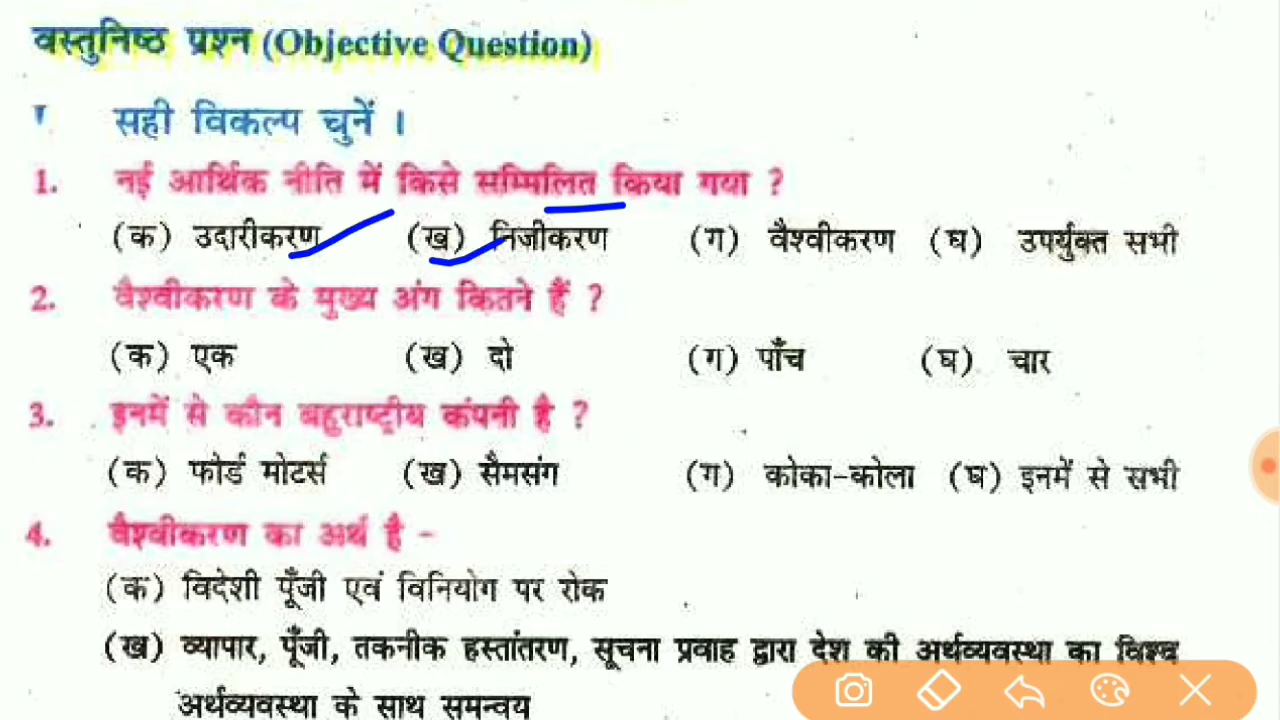 वस्तुनिष्ठ प्रश्न (Objective Question)
सही विकल्प चुनें ।
1. नई आर्थिक नीति में किसे सम्मिलित किया गया ?
(क) उदारीकरण (ख) निजीकरण (ग) वैश्वीकरण (घ) उपर्युक्त सभी
2. वैश्वीकरण के मुख्य अंग कितने हैं ?
(क) एक (ख) दो (ग) पाँच (घ) चार
3. इनमें से कौन बहुराष्ट्रीय कंपनी है ?
(क) फोर्ड मोटर्स (ख) सैमसंग (ग) कोका-कोला (घ) इनमें से सभी
4. वैश्वीकरण का अर्थ है -
(क) विदेशी पूँजी एवं विनियोग पर रोक
(ख) व्यापार, पूँजी, तकनीक हस्तांतरण, सूचना प्रवाह द्वारा देश की अर्थव्यवस्था का विश्व
अर्थव्यवस्था के साथ समन्वय